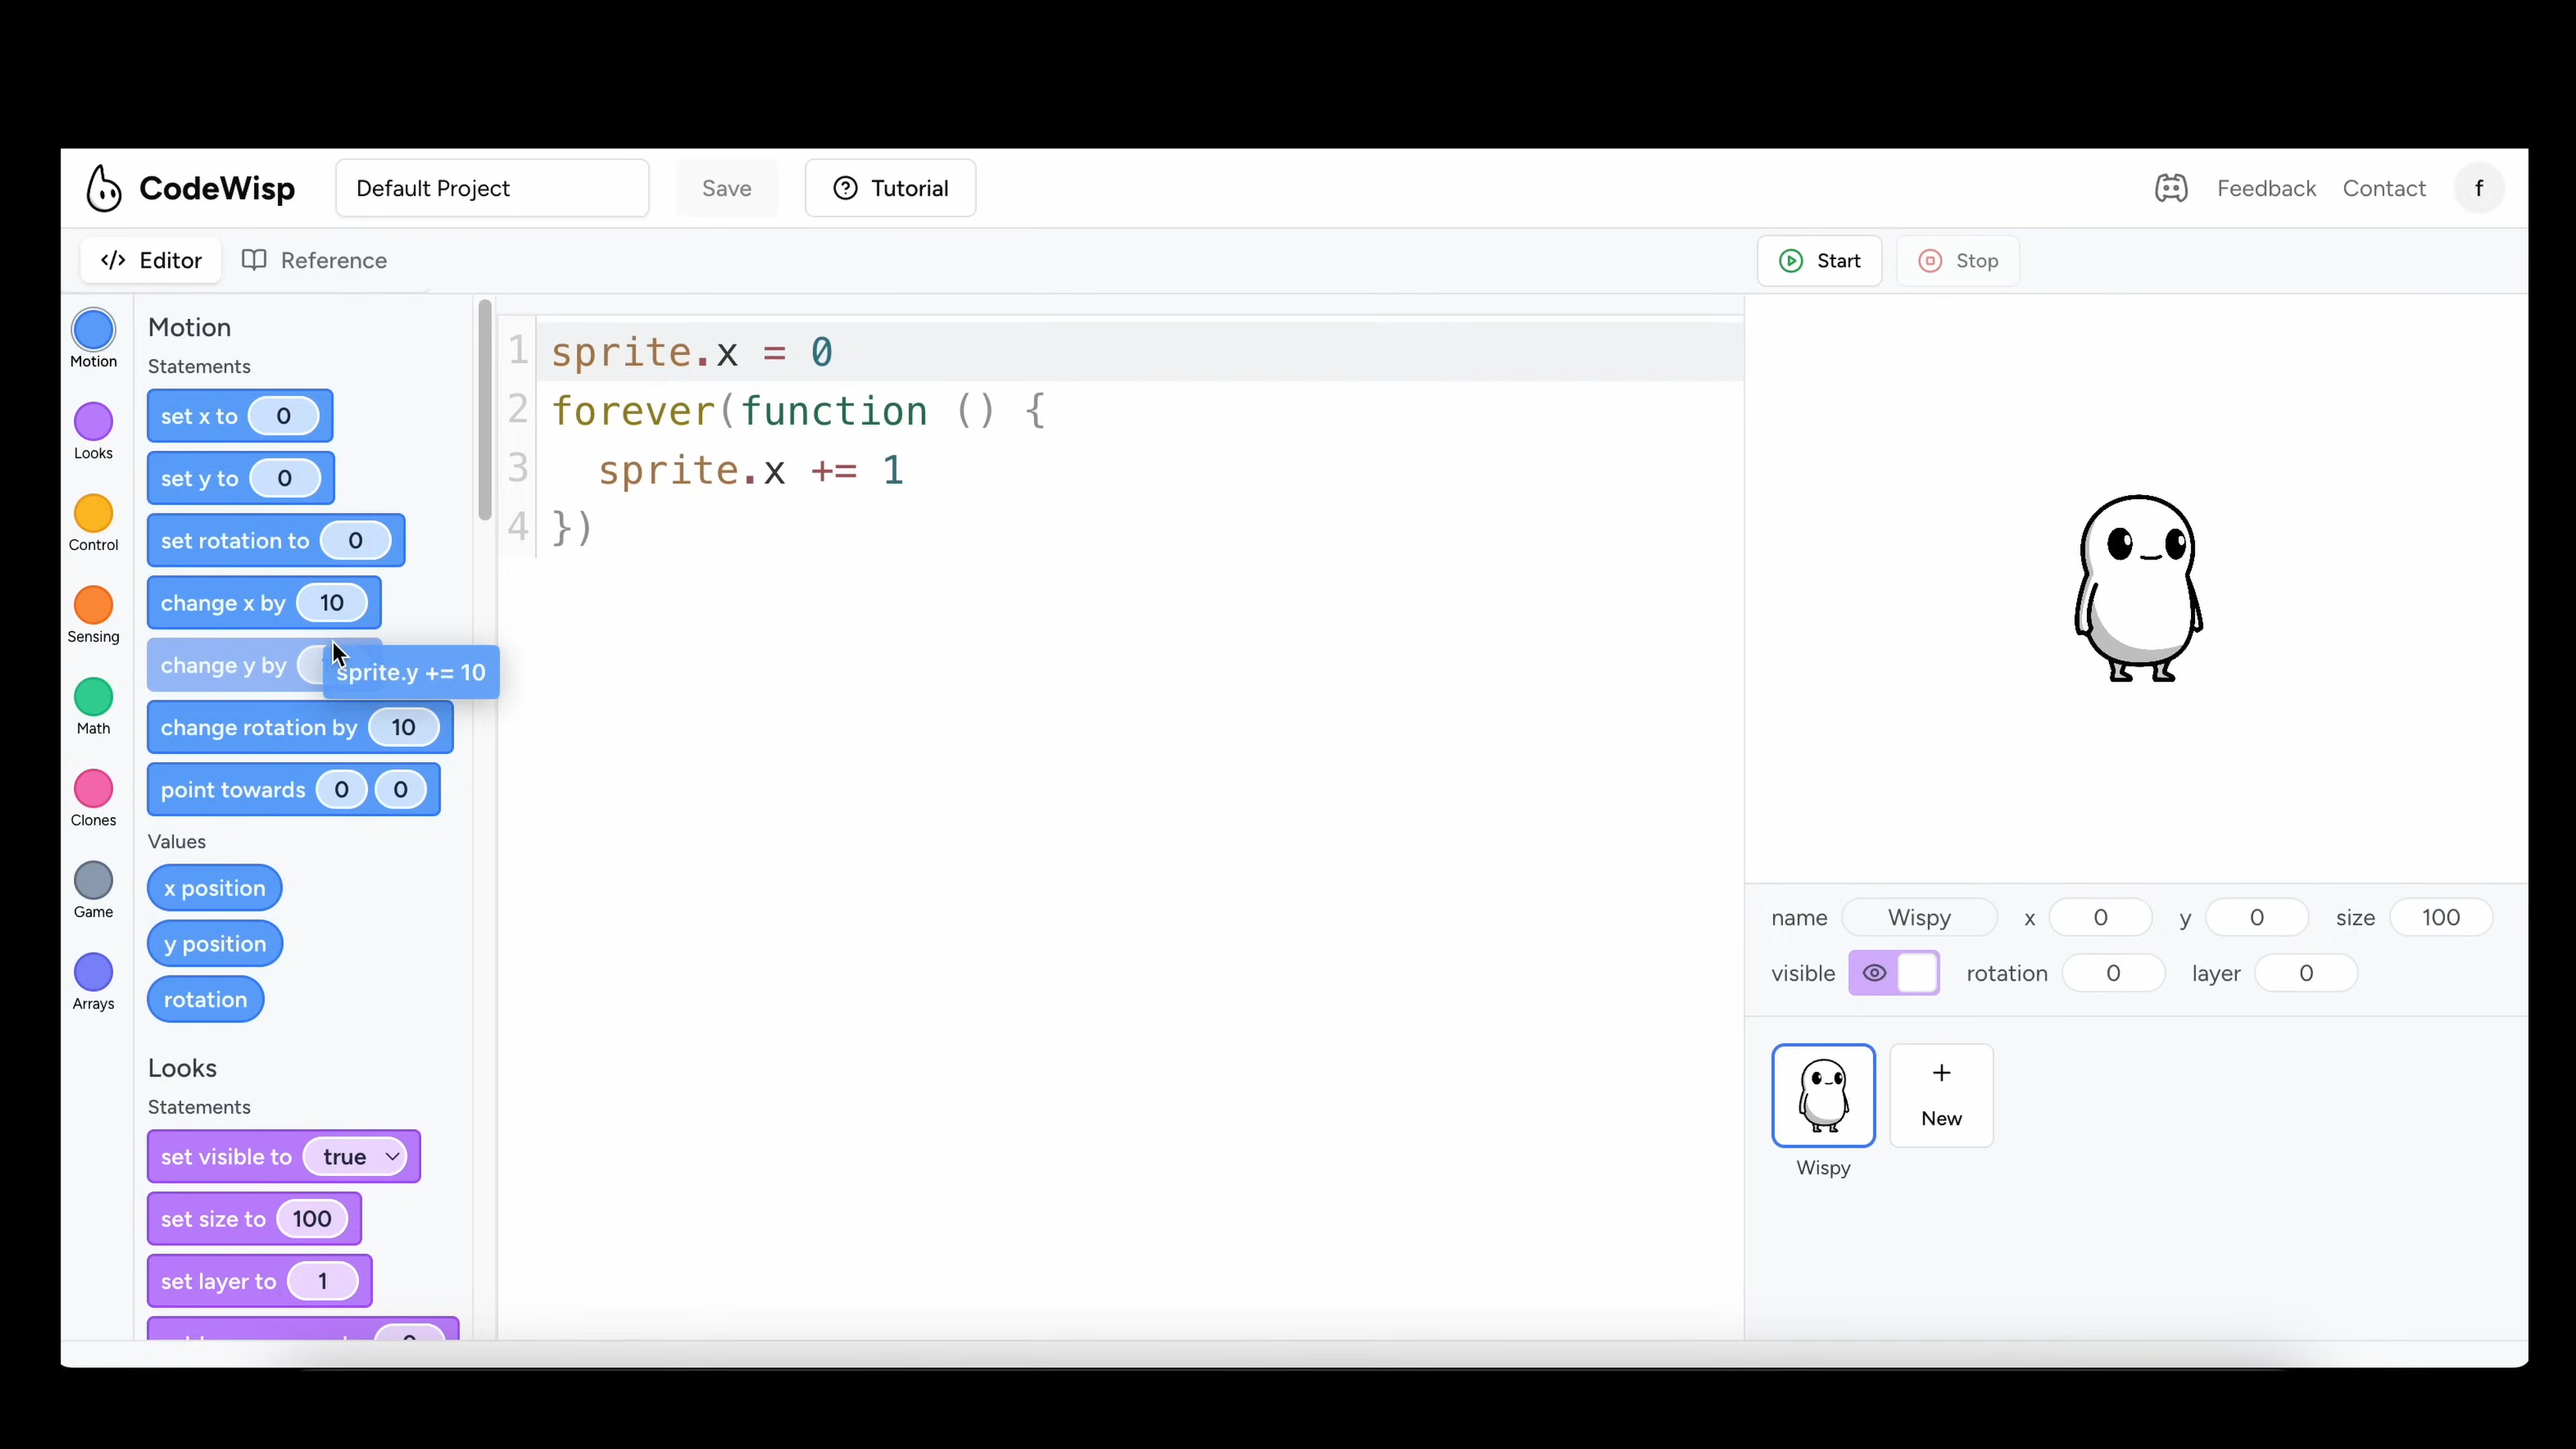 CodeWisp
Default Project
Save
Tutorial
Feedback
Contact
f
Editor
Reference
Start
Stop
Motion
Looks
Control
Sensing
Math
Clones
Game
Arrays
Motion
Statements
set x to 0
set y to 0
set rotation to 0
change x by 10
change y by
sprite.y += 10
change rotation by 10
point towards 0 0
Values
x position
y position
rotation
Looks
Statements
set visible to true
set size to 100
set layer to 1
1 sprite.x = 0
2 forever(function () {
3 sprite.x += 1
4 })
name Wispy x 0 y 0 size 100
visible rotation 0 layer 0
+
New
Wispy